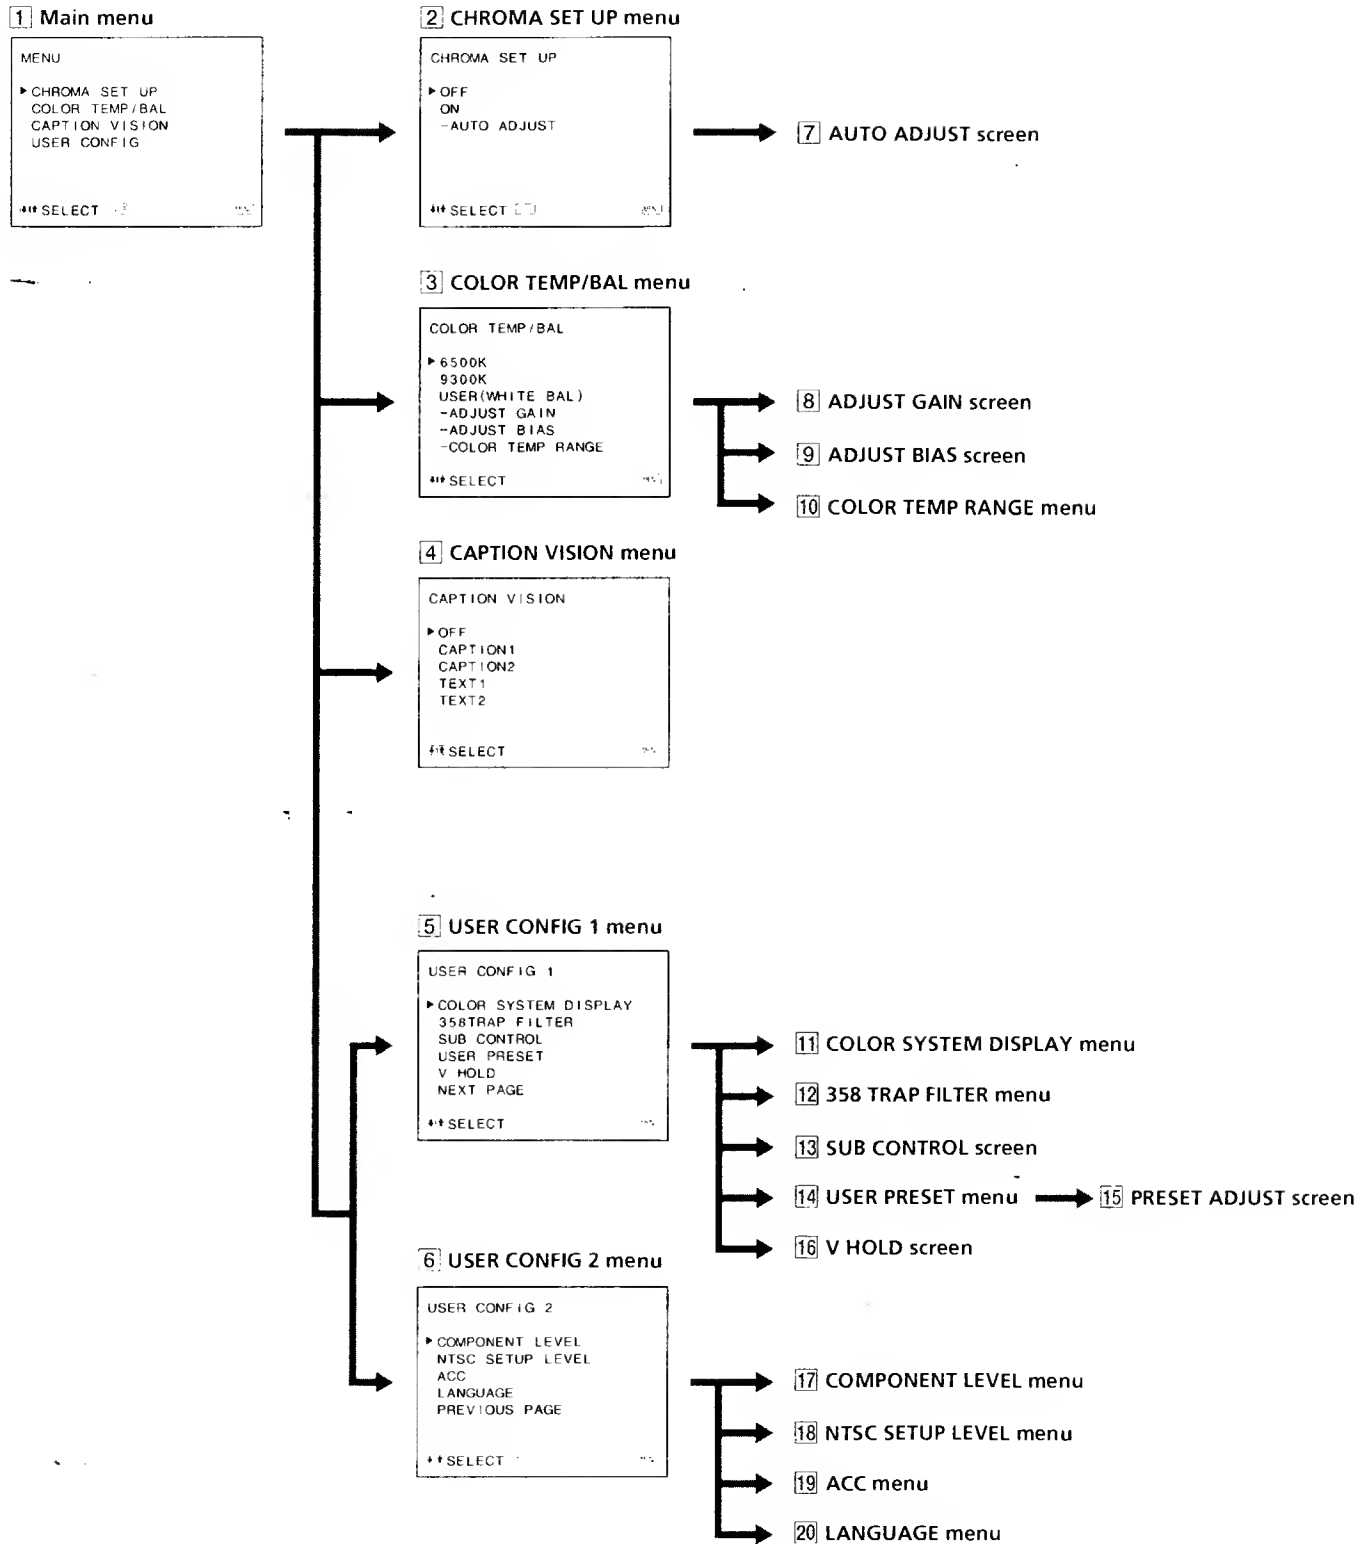 1 Main menu
MENU
CHROMA SET UP
COLOR TEMP/BAL
CAPTION VISION
USER CONFIG
SELECT
2 CHROMA SET UP menu
CHROMA SET UP
OFF
ON
-AUTO ADJUST
SELECT
7 AUTO ADJUST screen
3 COLOR TEMP/BAL menu
COLOR TEMP/BAL
6500K
9300K
USER(WHITE BAL)
-ADJUST GAIN
-ADJUST BIAS
-COLOR TEMP RANGE
SELECT
8 ADJUST GAIN screen
9 ADJUST BIAS screen
10 COLOR TEMP RANGE menu
4 CAPTION VISION menu
CAPTION VISION
OFF
CAPTION1
CAPTION2
TEXT1
TEXT2
SELECT
5 USER CONFIG 1 menu
USER CONFIG 1
COLOR SYSTEM DISPLAY
358TRAP FILTER
SUB CONTROL
USER PRESET
V HOLD
NEXT PAGE
SELECT
11 COLOR SYSTEM DISPLAY menu
12 358 TRAP FILTER menu
13 SUB CONTROL screen
14 USER PRESET menu
15 PRESET ADJUST screen
16 V HOLD screen
6 USER CONFIG 2 menu
USER CONFIG 2
COMPONENT LEVEL
NTSC SETUP LEVEL
ACC
LANGUAGE
PREVIOUS PAGE
SELECT
17 COMPONENT LEVEL menu
18 NTSC SETUP LEVEL menu
19 ACC menu
20 LANGUAGE menu